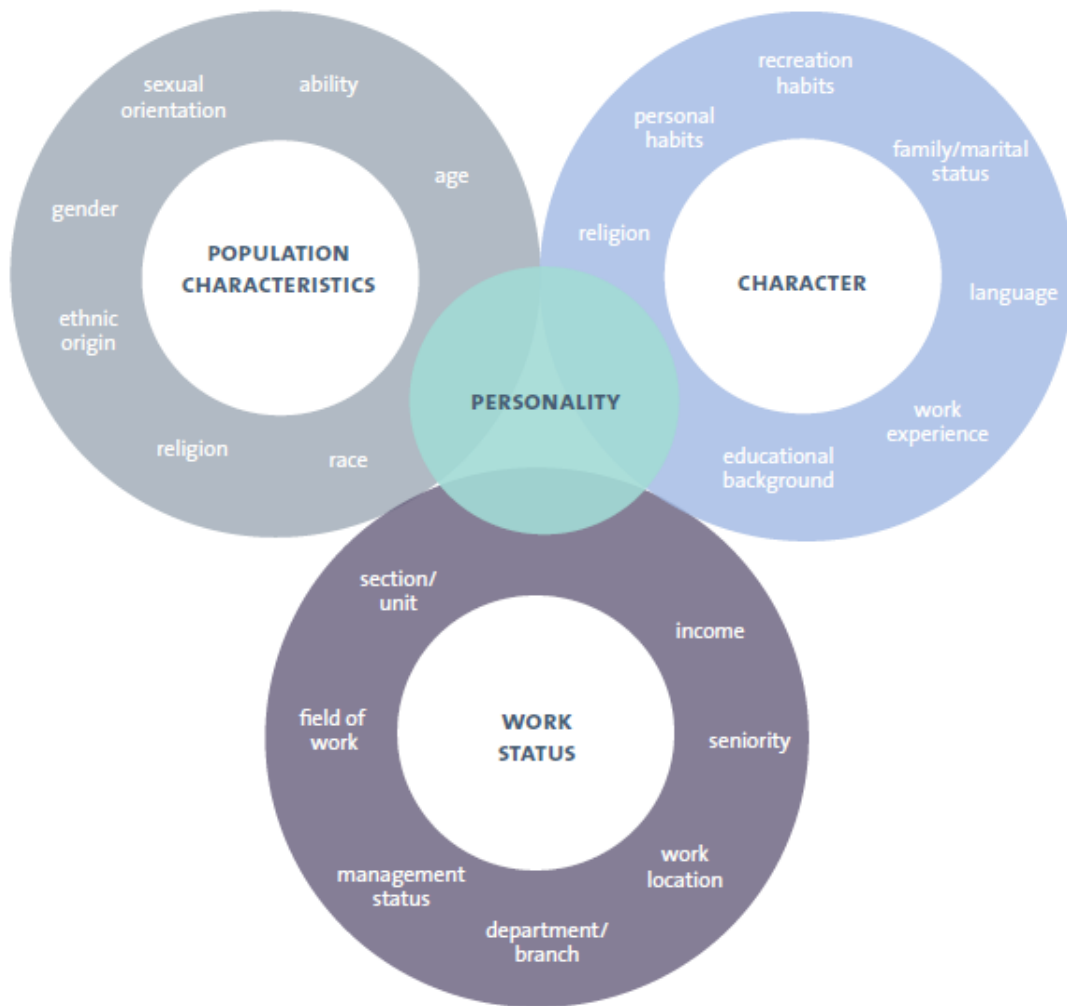 sexual
orientation
ability
age
gender
POPULATION
CHARACTERISTICS
ethnic
origin
religion
race
recreation
habits
personal
habits
family/marital
status
religion
CHARACTER
language
work
experience
educational
background
PERSONALITY
section/
unit
income
field of
work
WORK
STATUS
seniority
management
status
work
location
department/
branch